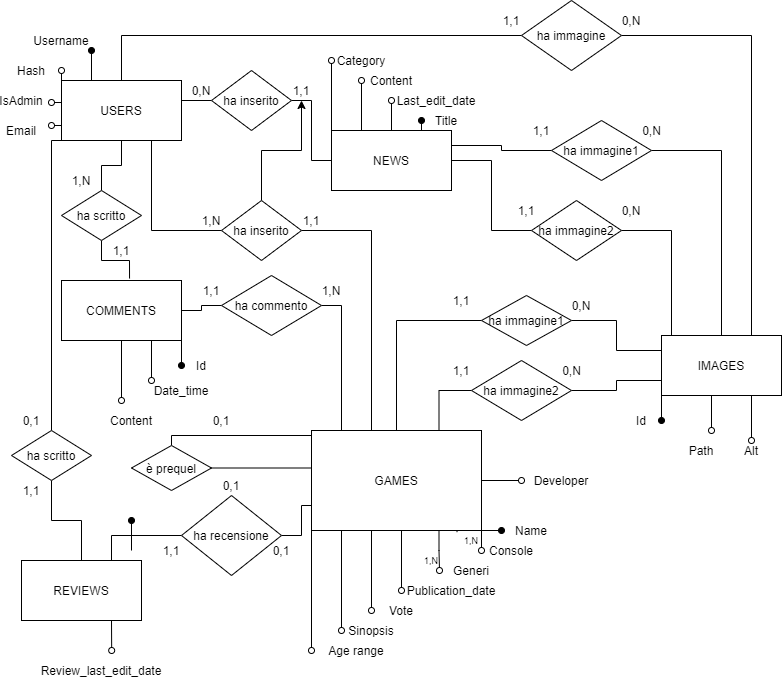 1,1
0,N
ha immagine
Username
Hash
IsAdmin
Email
USERS
0,N
ha inserito
1,1
Category
Content
Last_edit_date
Title
NEWS
1,1
0,N
ha immagine1
1,1
0,N
ha immagine2
1,N
ha scritto
1,1
1,N
ha inserito
1,1
COMMENTS
1,1
ha commento
1,N
Id
Date_time
Content
1,1
0,N
ha immagine1
1,1
0,N
ha immagine2
IMAGES
Id
Path
Alt
0,1
ha scritto
1,1
0,1
è prequel
0,1
ha recensione
1,1
0,1
GAMES
Developer
Name
1,N
Console
1,N
Generi
Publication_date
Vote
Sinopsis
Age range
REVIEWS
Review_last_edit_date